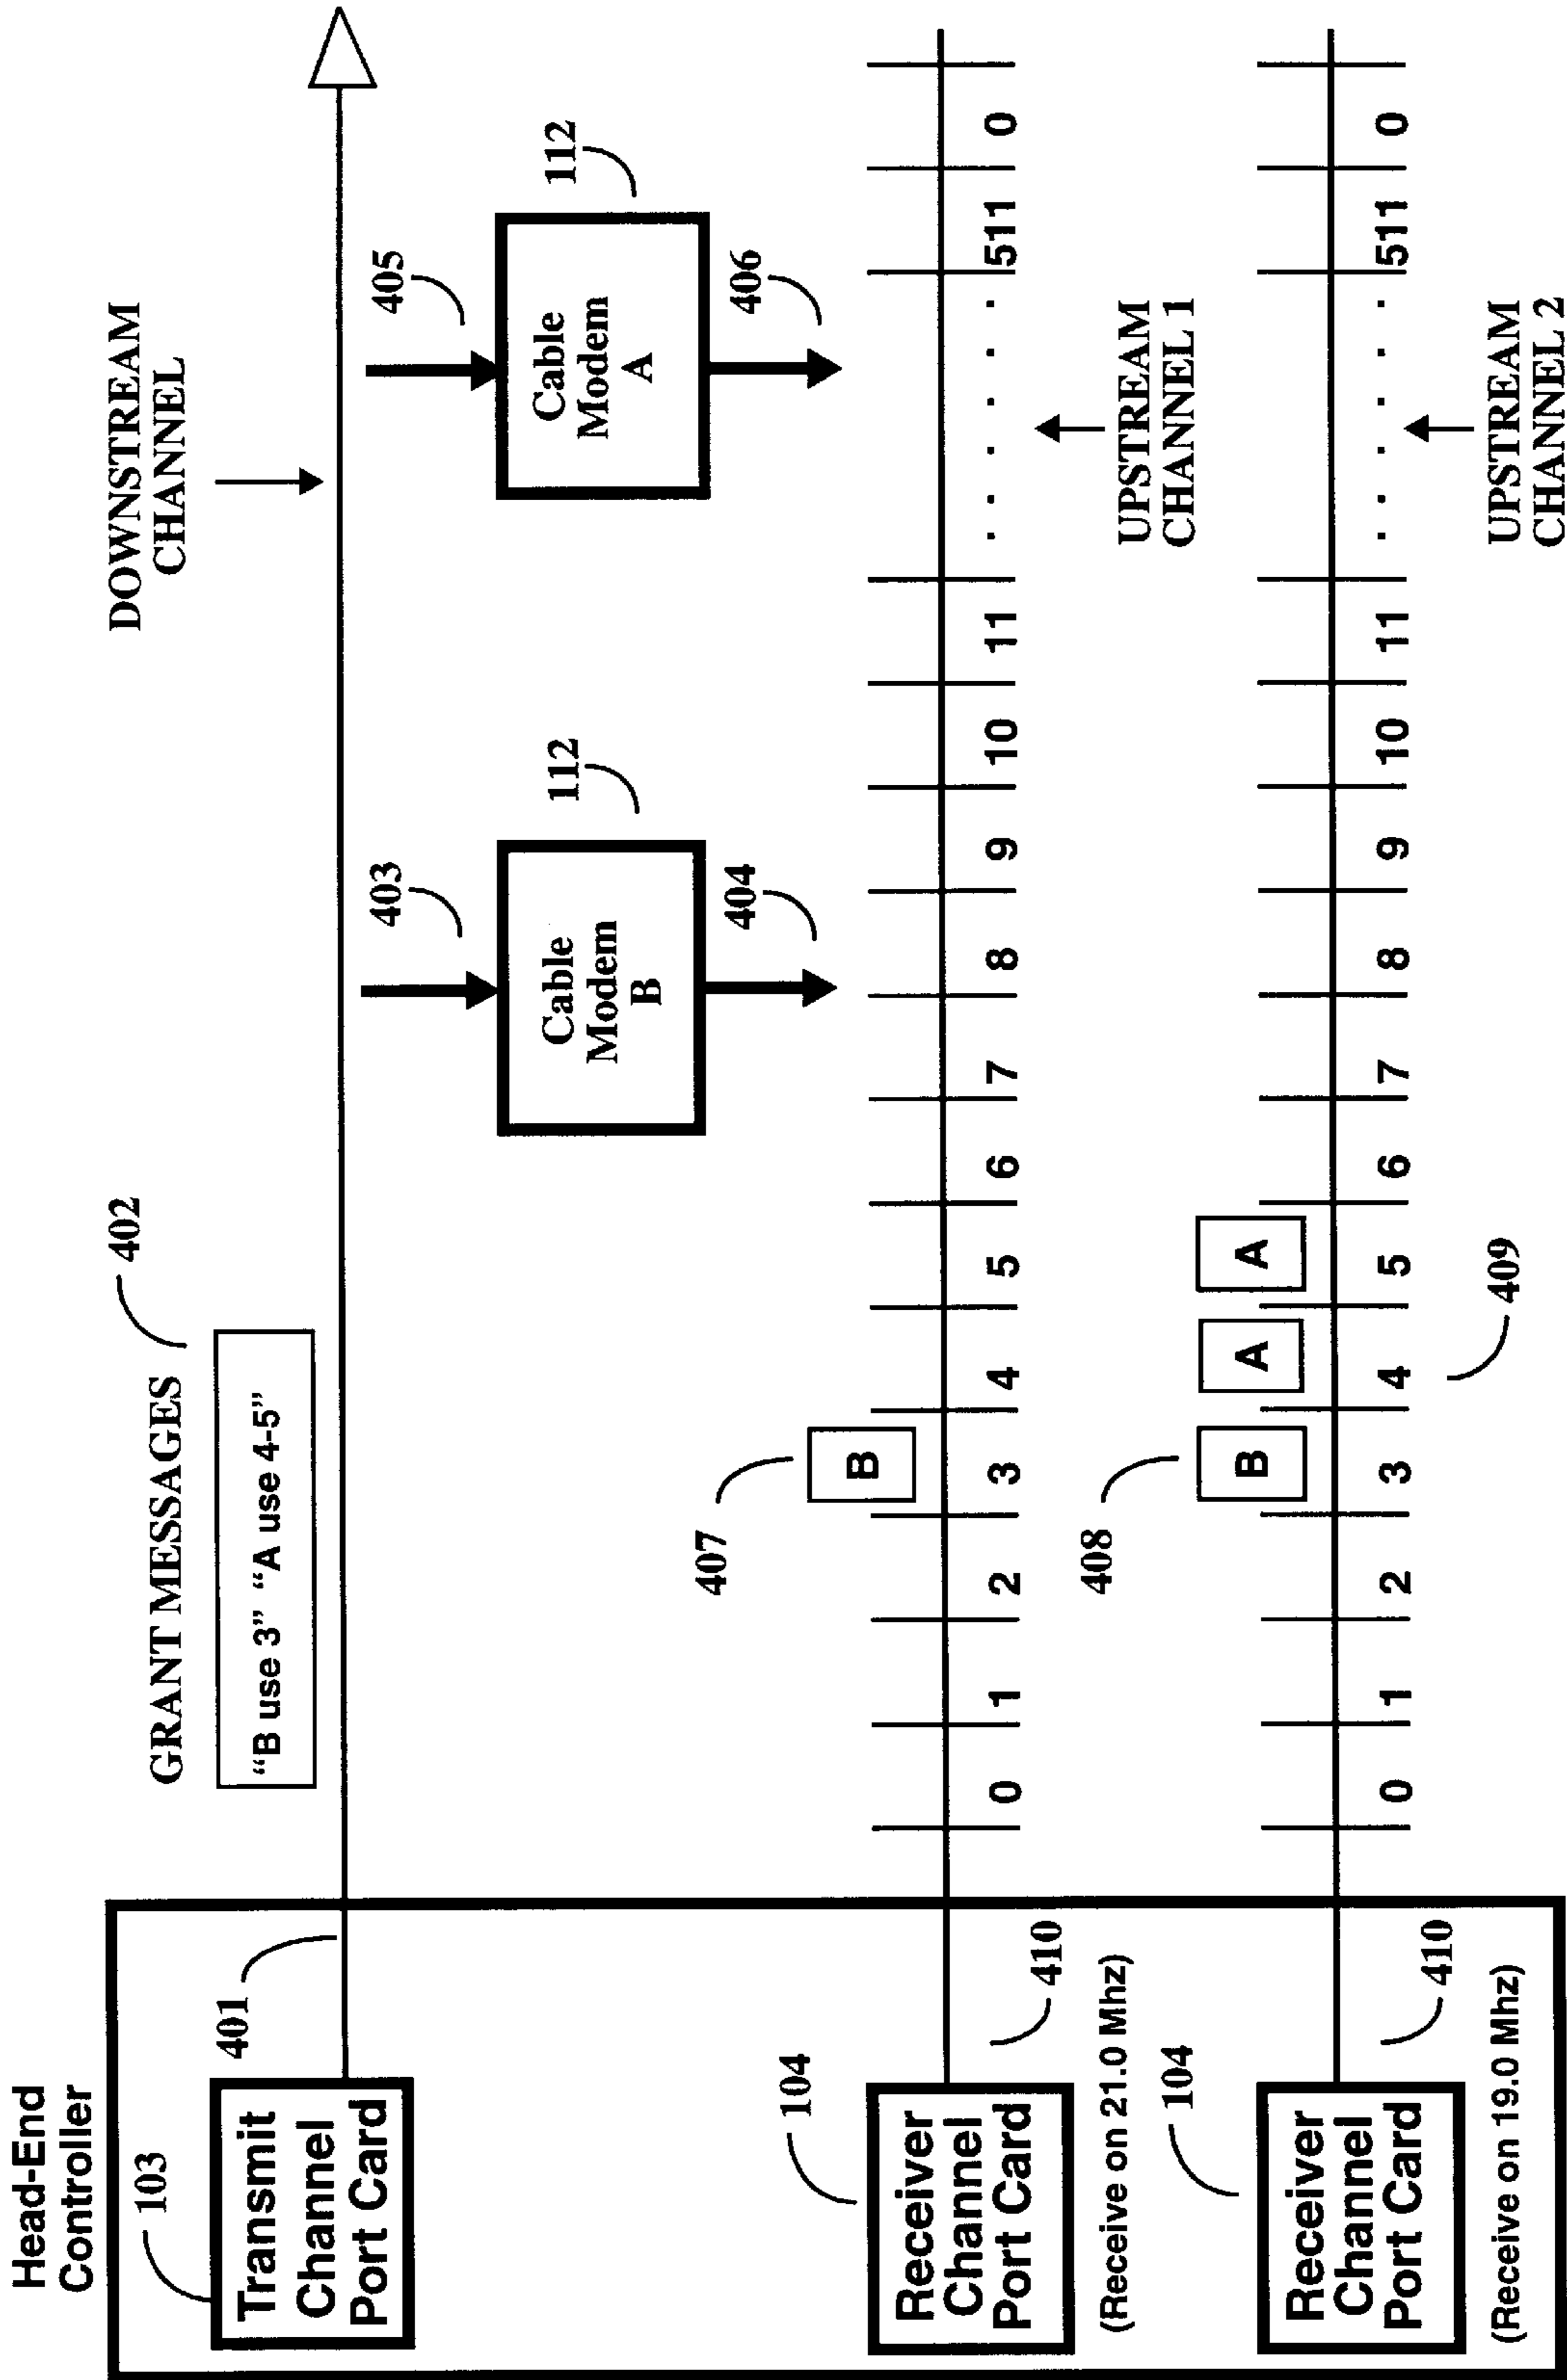 Head-End
Controller
103
Transmit
Channel
Port Card
401
GRANT MESSAGES
402
“B use 3” “A use 4-5”
DOWNSTREAM
CHANNEL
403
Cable
Modem
B
112
404
405
Cable
Modem
A
112
406
104
Receiver
Channel
Port Card
410
(Receive on 21.0 Mhz)
407
B
0 1 2 3 4 5 6 7 8 9 10 11 . . . . . . 511 0
UPSTREAM
CHANNEL 1
104
Receiver
Channel
Port Card
410
(Receive on 19.0 Mhz)
408
B A A
0 1 2 3 4 5 6 7 8 9 10 11 . . . . . . 511 0
409
UPSTREAM
CHANNEL 2